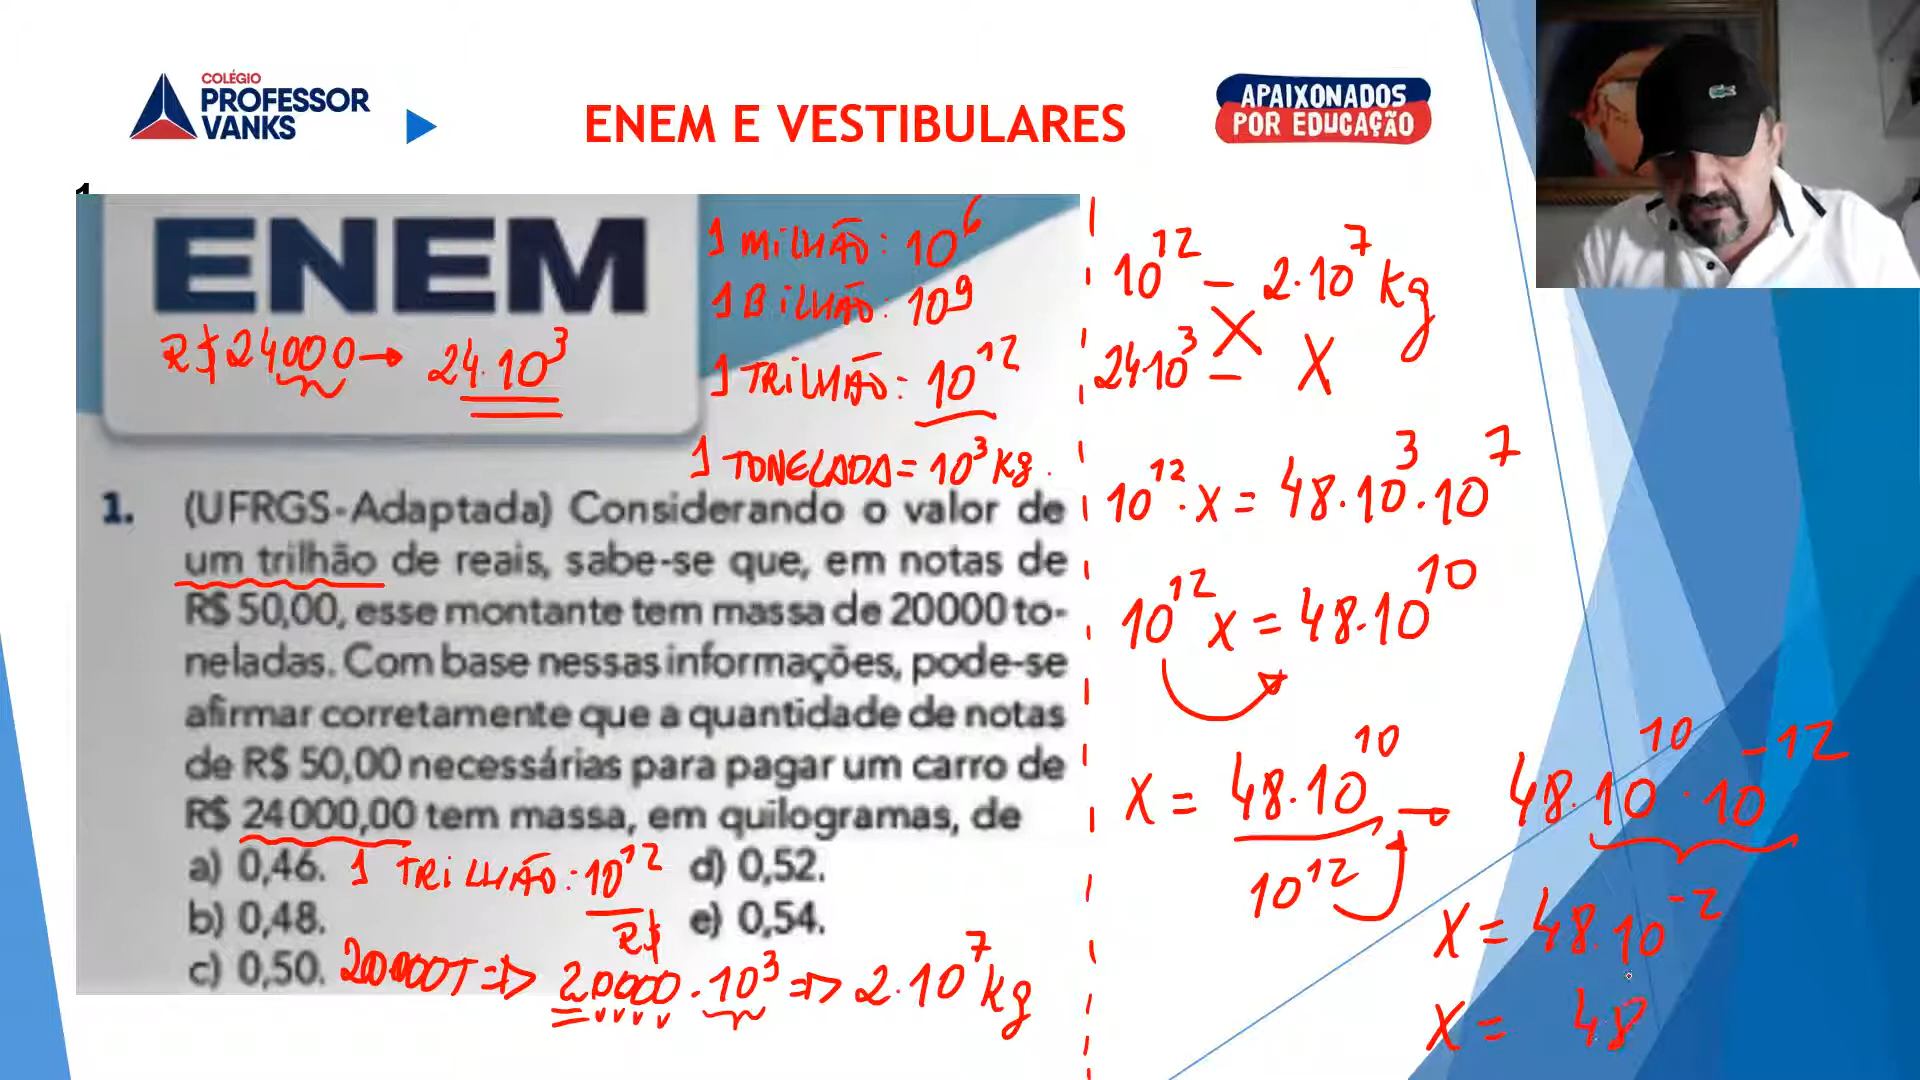 COLÉGIO
PROFESSOR
VANKS
ENEM E VESTIBULARES
APAIXONADOS
POR EDUCAÇÃO
ENEM
R$ 24000 → 24.10³
1 MILHÃO: 10⁶
1 BILHÃO: 10⁹
1 TRILHÃO: 10¹²
1 TONELADA = 10³ kg.
1. (UFRGS-Adaptada) Considerando o valor de
um trilhão de reais, sabe-se que, em notas de
R$ 50,00, esse montante tem massa de 20000 to-
neladas. Com base nessas informações, pode-se
afirmar corretamente que a quantidade de notas
de R$ 50,00 necessárias para pagar um carro de
R$ 24000,00 tem massa, em quilogramas, de
a) 0,46.
b) 0,48.
c) 0,50.
d) 0,52.
e) 0,54.
1 TRILHÃO: 10¹²
R$
20000T => 20000.10³ => 2.10⁷ kg
10¹² – 2.10⁷ kg
24.10³ – X
10¹².x = 48.10³.10⁷
10¹² x = 48.10¹⁰
x = 48.10¹⁰ / 10¹² → 48.10¹⁰.10⁻¹²
X = 48.10⁻²
X = 48